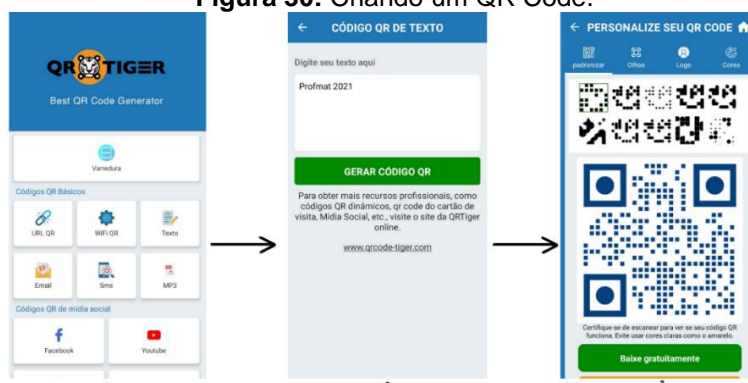 Figura 30: Criando um QR Code.
QR TIGER
Best QR Code Generator
Varredura
Códigos QR Básicos
URL QR
WiFi QR
Texto
Email
Sms
MP3
Códigos QR de mídia social
Facebook
Youtube
← CÓDIGO QR DE TEXTO
Digite seu texto aqui
Profmat 2021
GERAR CÓDIGO QR
Para obter mais recursos profissionais, como
códigos QR dinâmicos, qr code do cartão de
visita, Mídia Social, etc., visite o site da QRTiger
online.
www.qrcode-tiger.com
← PERSONALIZE SEU QR CODE
padronizar
Olhos
Logo
Cores
Certifique-se de escanear para ver se seu código QR
funciona. Evite usar cores claras como o amarelo.
Baixe gratuitamente